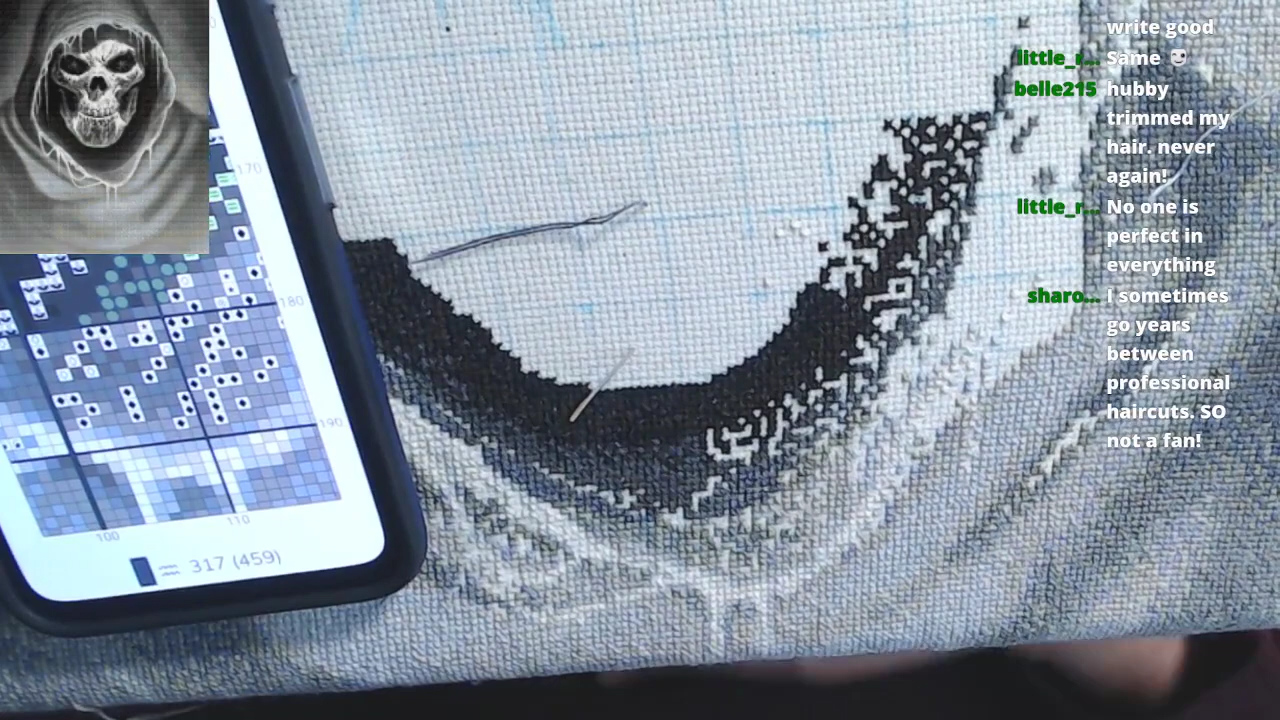 write good
little_r... Same
belle215 hubby
trimmed my
hair. never
again!
little_r... No one is
perfect in
everything
sharo... I sometimes
go years
between
professional
haircuts. SO
not a fan!
170
180
190
100
110
317 (459)